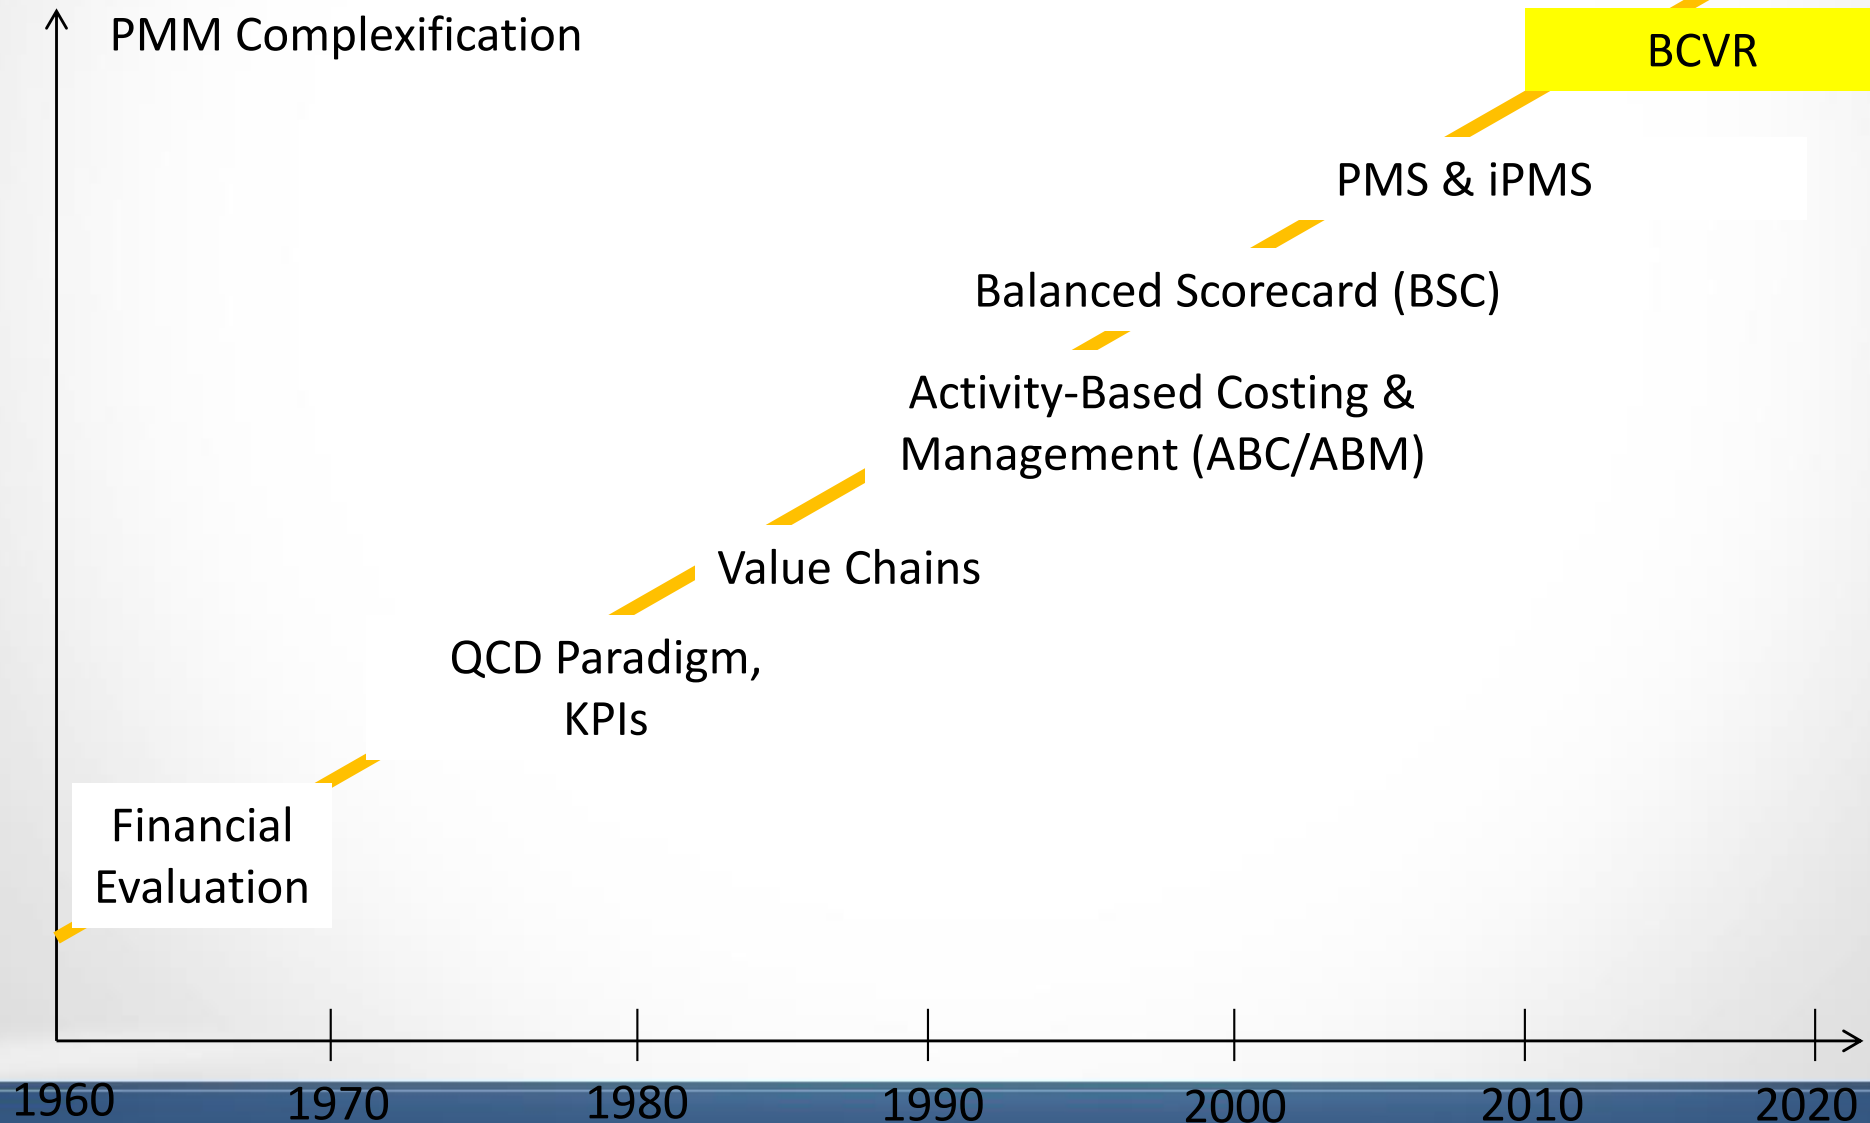 PMM Complexification
BCVR
PMS & iPMS
Balanced Scorecard (BSC)
Activity-Based Costing &
Management (ABC/ABM)
Value Chains
QCD Paradigm,
KPIs
Financial
Evaluation
1960
1970
1980
1990
2000
2010
2020